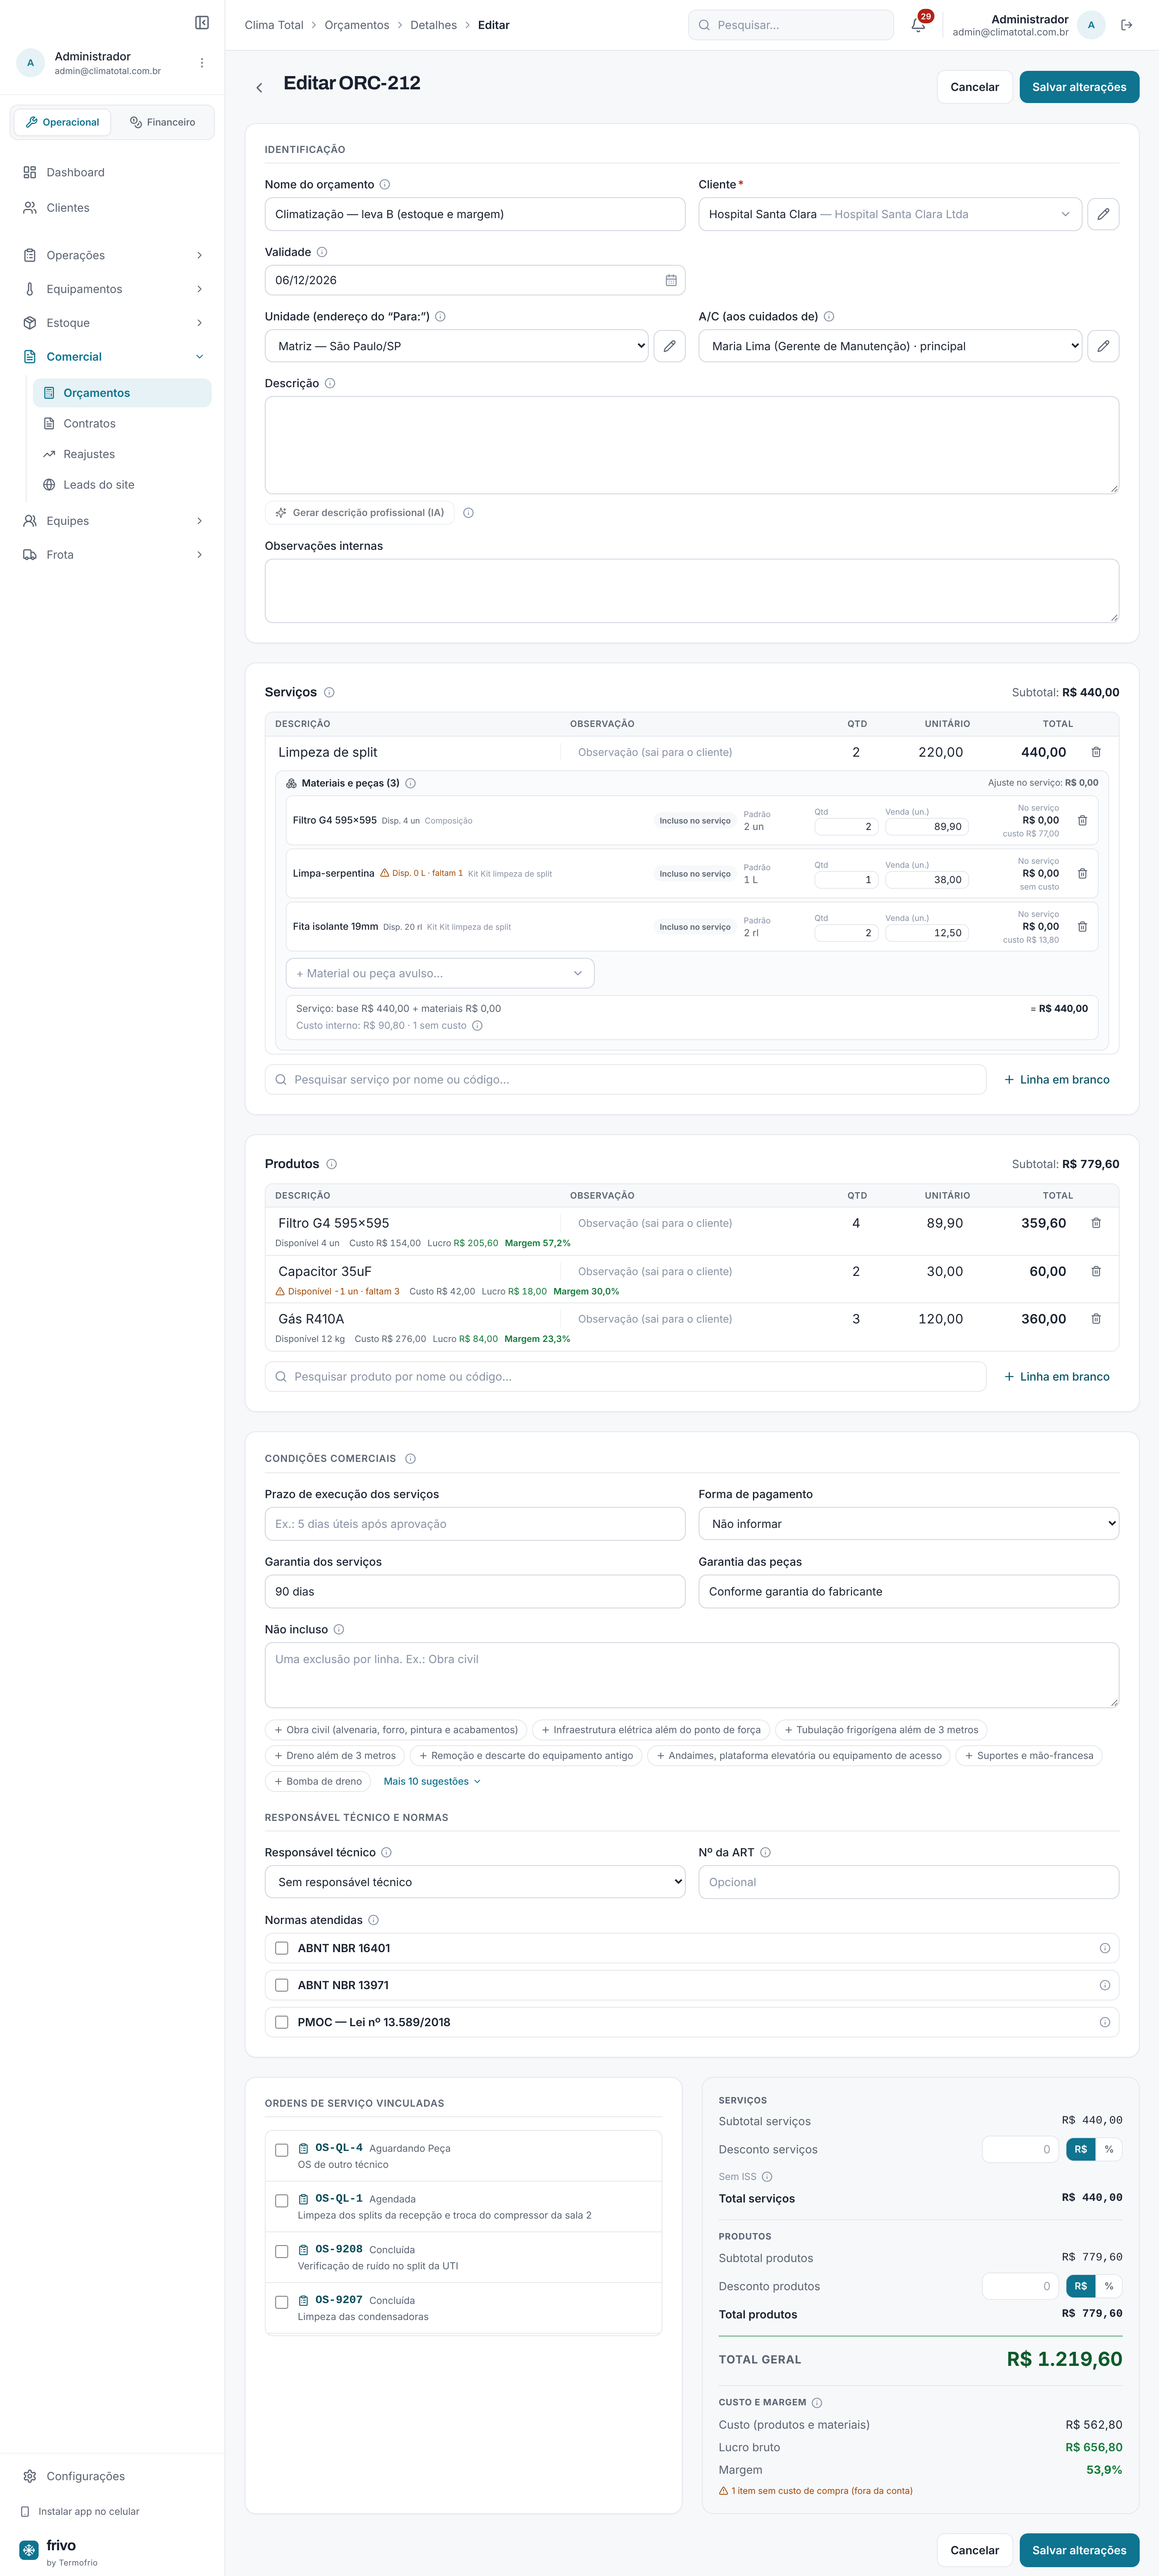 A
Administrador
admin@climatotal.com.br
Operacional
Financeiro
Dashboard
Clientes
Operações
Equipamentos
Estoque
Comercial
Orçamentos
Contratos
Reajustes
Leads do site
Equipes
Frota
Configurações
Instalar app no celular
frivo
by Termofrio
Clima Total > Orçamentos > Detalhes > Editar
Pesquisar...
29
Administrador
admin@climatotal.com.br
A
Editar ORC-212
Cancelar
Salvar alterações
IDENTIFICAÇÃO
Nome do orçamento
Cliente *
Climatização — leva B (estoque e margem)
Hospital Santa Clara — Hospital Santa Clara Ltda
Validade
06/12/2026
Unidade (endereço do “Para:”)
A/C (aos cuidados de)
Matriz — São Paulo/SP
Maria Lima (Gerente de Manutenção) · principal
Descrição
Gerar descrição profissional (IA)
Observações internas
Serviços
Subtotal: R$ 440,00
DESCRIÇÃO OBSERVAÇÃO QTD UNITÁRIO TOTAL
Limpeza de split Observação (sai para o cliente) 2 220,00 440,00
Materiais e peças (3)
Ajuste no serviço: R$ 0,00
Filtro G4 595×595 Disp. 4 un Composição
Incluso no serviço
Padrão
2 un
Qtd
2
Venda (un.)
89,90
No serviço
R$ 0,00
custo R$ 77,00
Limpa-serpentina Disp. 0 L · faltam 1 Kit Kit limpeza de split
Incluso no serviço
Padrão
1 L
Qtd
1
Venda (un.)
38,00
No serviço
R$ 0,00
sem custo
Fita isolante 19mm Disp. 20 rl Kit Kit limpeza de split
Incluso no serviço
Padrão
2 rl
Qtd
2
Venda (un.)
12,50
No serviço
R$ 0,00
custo R$ 13,80
+ Material ou peça avulso...
Serviço: base R$ 440,00 + materiais R$ 0,00
= R$ 440,00
Custo interno: R$ 90,80 · 1 sem custo
Pesquisar serviço por nome ou código...
+ Linha em branco
Produtos
Subtotal: R$ 779,60
DESCRIÇÃO OBSERVAÇÃO QTD UNITÁRIO TOTAL
Filtro G4 595×595 Observação (sai para o cliente) 4 89,90 359,60
Disponível 4 un Custo R$ 154,00 Lucro R$ 205,60 Margem 57,2%
Capacitor 35uF Observação (sai para o cliente) 2 30,00 60,00
Disponível -1 un · faltam 3 Custo R$ 42,00 Lucro R$ 18,00 Margem 30,0%
Gás R410A Observação (sai para o cliente) 3 120,00 360,00
Disponível 12 kg Custo R$ 276,00 Lucro R$ 84,00 Margem 23,3%
Pesquisar produto por nome ou código...
+ Linha em branco
CONDIÇÕES COMERCIAIS
Prazo de execução dos serviços
Forma de pagamento
Ex.: 5 dias úteis após aprovação
Não informar
Garantia dos serviços
Garantia das peças
90 dias
Conforme garantia do fabricante
Não incluso
Uma exclusão por linha. Ex.: Obra civil
+ Obra civil (alvenaria, forro, pintura e acabamentos)
+ Infraestrutura elétrica além do ponto de força
+ Tubulação frigorígena além de 3 metros
+ Dreno além de 3 metros
+ Remoção e descarte do equipamento antigo
+ Andaimes, plataforma elevatória ou equipamento de acesso
+ Suportes e mão-francesa
+ Bomba de dreno
Mais 10 sugestões
RESPONSÁVEL TÉCNICO E NORMAS
Responsável técnico
Nº da ART
Sem responsável técnico
Opcional
Normas atendidas
ABNT NBR 16401
ABNT NBR 13971
PMOC — Lei nº 13.589/2018
ORDENS DE SERVIÇO VINCULADAS
OS-QL-4 Aguardando Peça
OS de outro técnico
OS-QL-1 Agendada
Limpeza dos splits da recepção e troca do compressor da sala 2
OS-9208 Concluída
Verificação de ruído no split da UTI
OS-9207 Concluída
Limpeza das condensadoras
SERVIÇOS
Subtotal serviços R$ 440,00
Desconto serviços 0 R$ %
Sem ISS
Total serviços R$ 440,00
PRODUTOS
Subtotal produtos R$ 779,60
Desconto produtos 0 R$ %
Total produtos R$ 779,60
TOTAL GERAL R$ 1.219,60
CUSTO E MARGEM
Custo (produtos e materiais) R$ 562,80
Lucro bruto R$ 656,80
Margem 53,9%
1 item sem custo de compra (fora da conta)
Cancelar
Salvar alterações